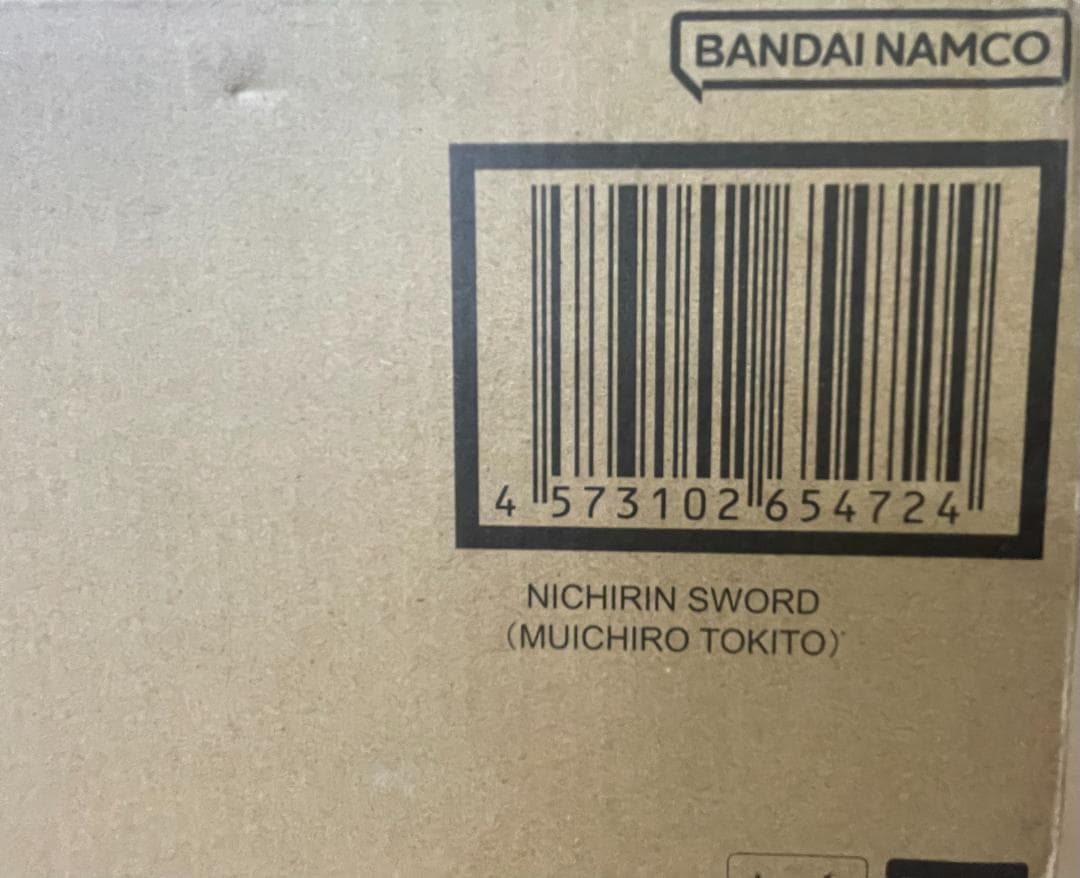 BANDAI NAMCO
4 573102 654724
NICHIRIN SWORD
(MUICHIRO TOKITO)